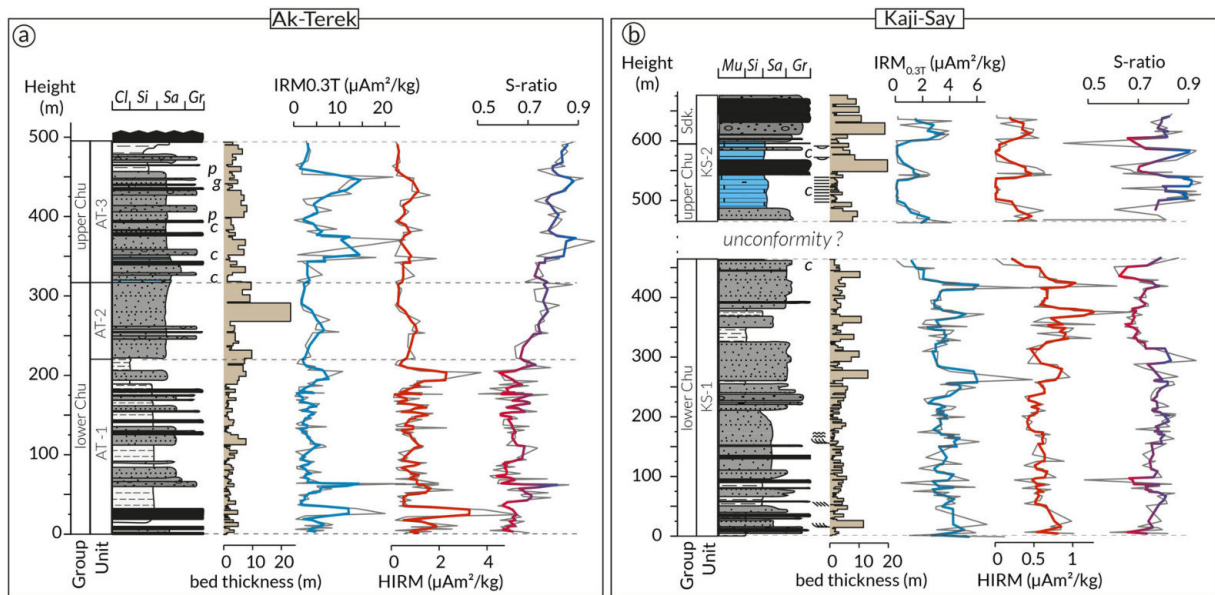 Ak-Terek
a
Height
(m)
Cl Si Sa Gr
IRM0.3T (µAm²/kg)
0 10 20
S-ratio
0.5 0.7 0.9
500
400
300
200
100
0
upper Chu
AT-3
AT-2
lower Chu
AT-1
p
g
p
c
c
c
Group
Unit
0 10 20
bed thickness (m)
0 2 4
HIRM (µAm²/kg)
Kaji-Say
b
Height
(m)
Mu Si Sa Gr
IRM0.3T (µAm²/kg)
0 2 4 6
S-ratio
0.5 0.7 0.9
600
500
Sdk.
upper Chu
KS-2
c
c
unconformity ?
400
300
200
100
0
lower Chu
KS-1
c
Group
Unit
0 10 20
bed thickness (m)
0 0.5 1
HIRM (µAm²/kg)